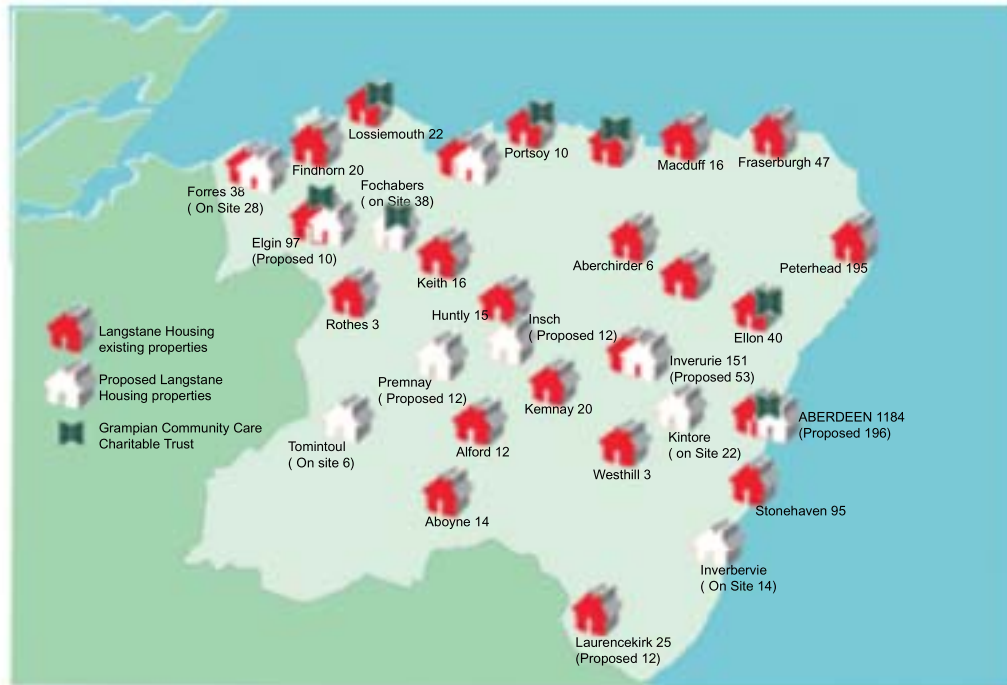 Lossiemouth 22
Portsoy 10
Macduff 16
Fraserburgh 47
Findhorn 20
Forres 38
( On Site 28)
Fochabers
( on Site 38)
Elgin 97
(Proposed 10)
Keith 16
Aberchirder 6
Peterhead 195
Rothes 3
Huntly 15
Insch
( Proposed 12)
Ellon 40
Langstane Housing
existing properties
Inverurie 151
(Proposed 53)
Proposed Langstane
Housing properties
Premnay
( Proposed 12)
Kemnay 20
Grampian Community Care
Charitable Trust
Tomintoul
( On site 6)
Alford 12
Kintore
( on Site 22)
ABERDEEN 1184
(Proposed 196)
Westhill 3
Aboyne 14
Stonehaven 95
Inverbervie
( On Site 14)
Laurencekirk 25
(Proposed 12)